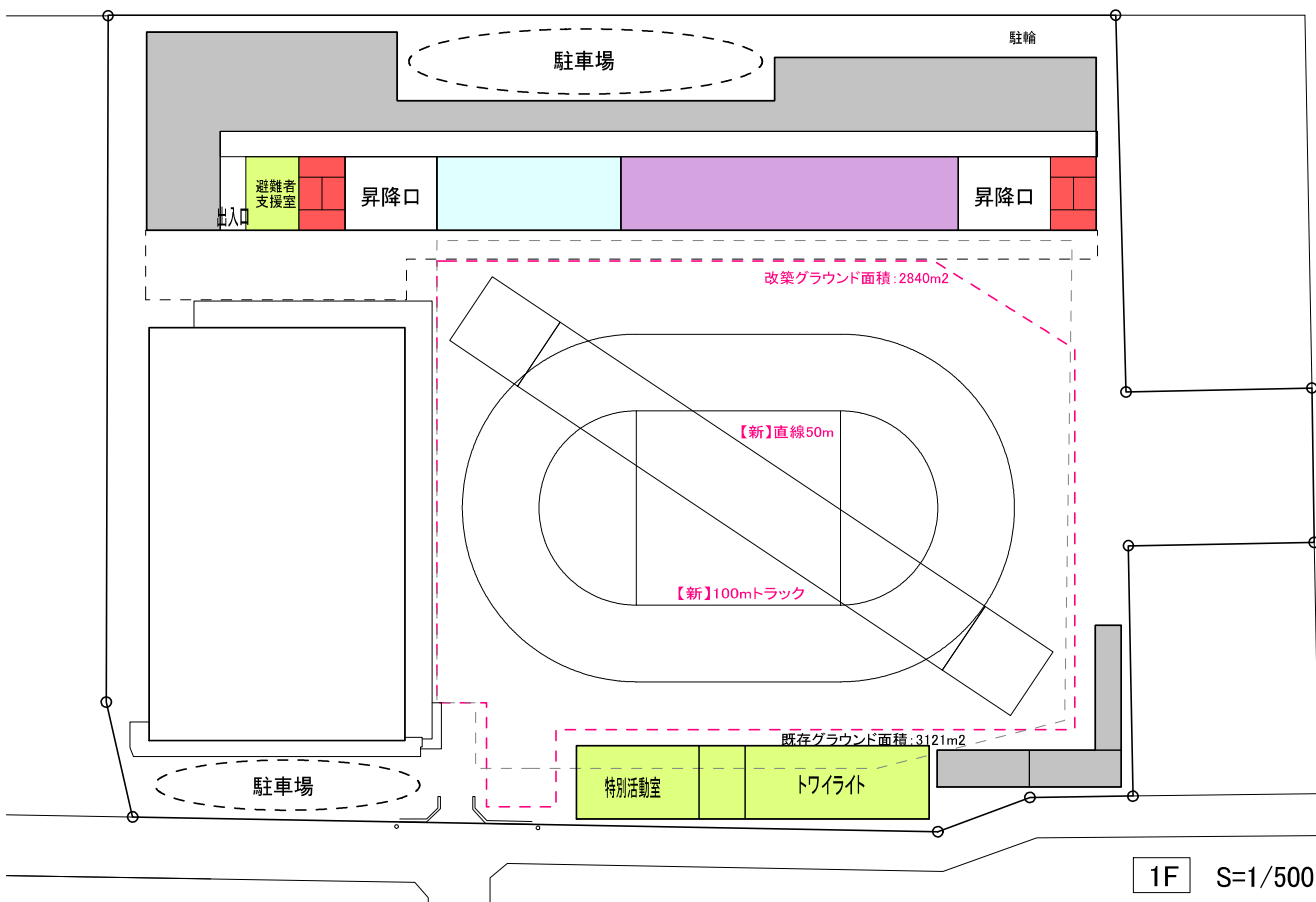 駐輪
駐車場
避難者
支援室
出入口
昇降口
昇降口
改築グラウンド面積:2840m2
【新】直線50m
【新】100mトラック
既存グラウンド面積:3121m2
駐車場
特別活動室
トワイライト
1F
S=1/500